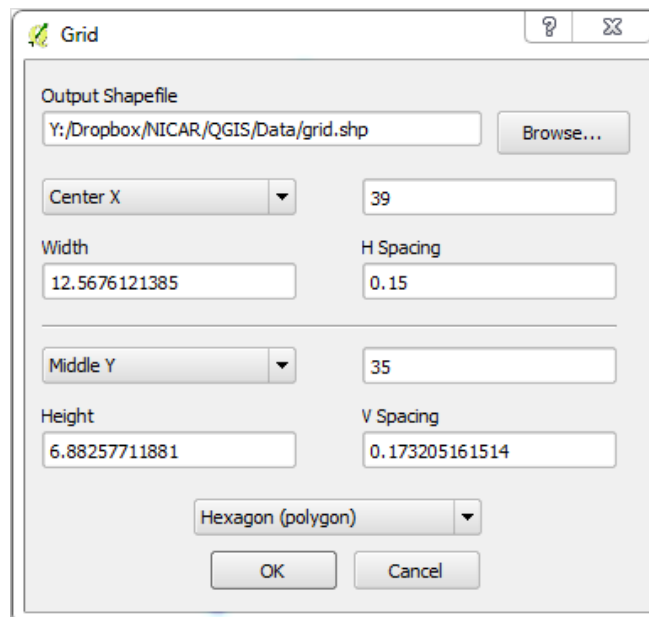 Grid
Output Shapefile
Y:/Dropbox/NICAR/QGIS/Data/grid.shp
Browse...
Center X
39
Width
H Spacing
12.5676121385
0.15
Middle Y
35
Height
V Spacing
6.88257711881
0.173205161514
Hexagon (polygon)
OK
Cancel